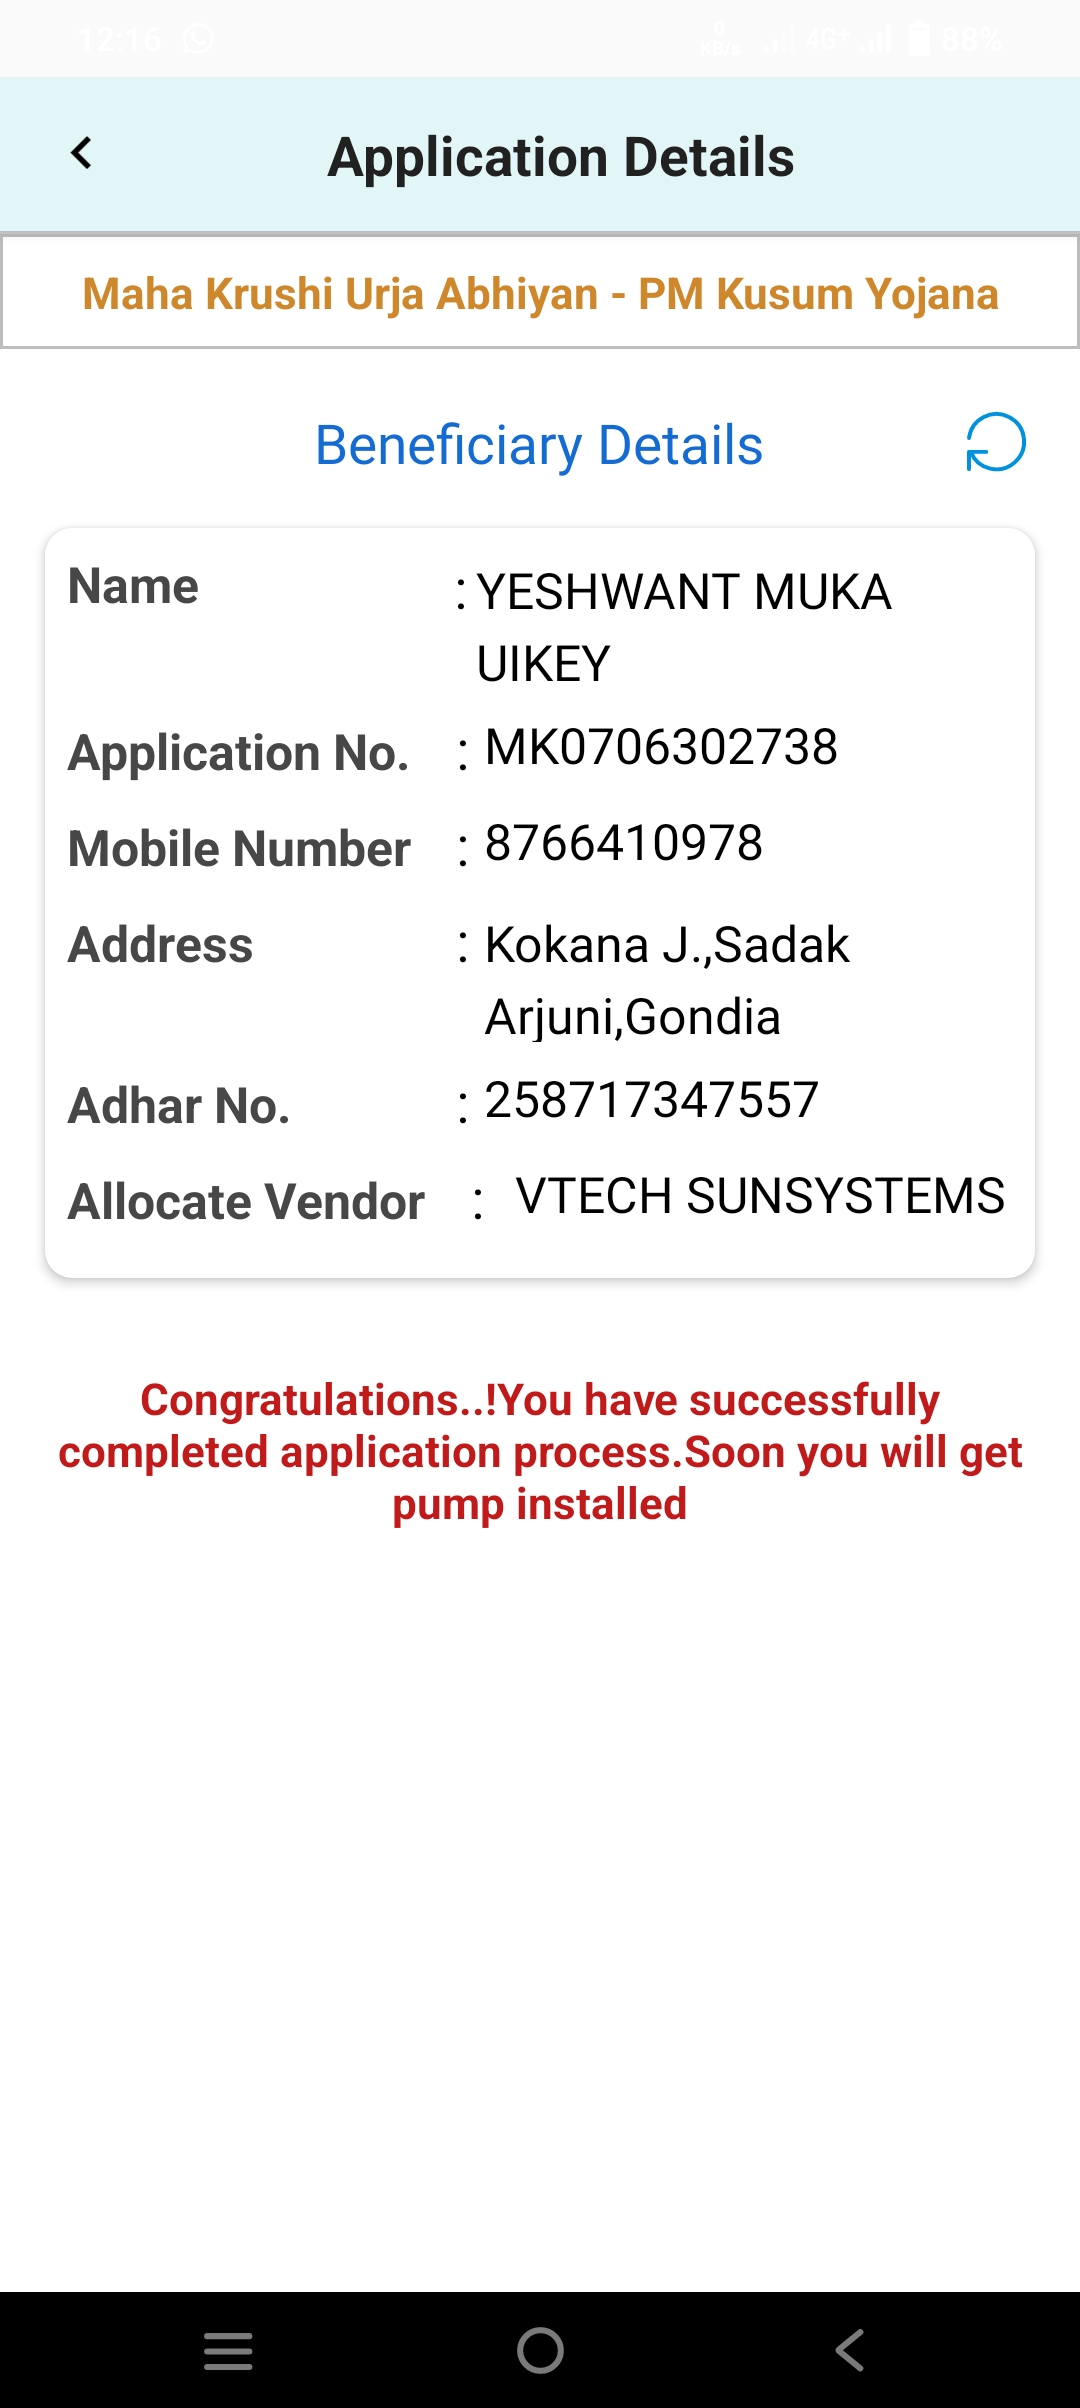 12:16
0
KB/s 4G+ 88%
Application Details
Maha Krushi Urja Abhiyan - PM Kusum Yojana
Beneficiary Details
Name : YESHWANT MUKA
UIKEY
Application No. : MK0706302738
Mobile Number : 8766410978
Address : Kokana J.,Sadak
Arjuni,Gondia
Adhar No. : 258717347557
Allocate Vendor : VTECH SUNSYSTEMS
Congratulations..!You have successfully
completed application process.Soon you will get
pump installed